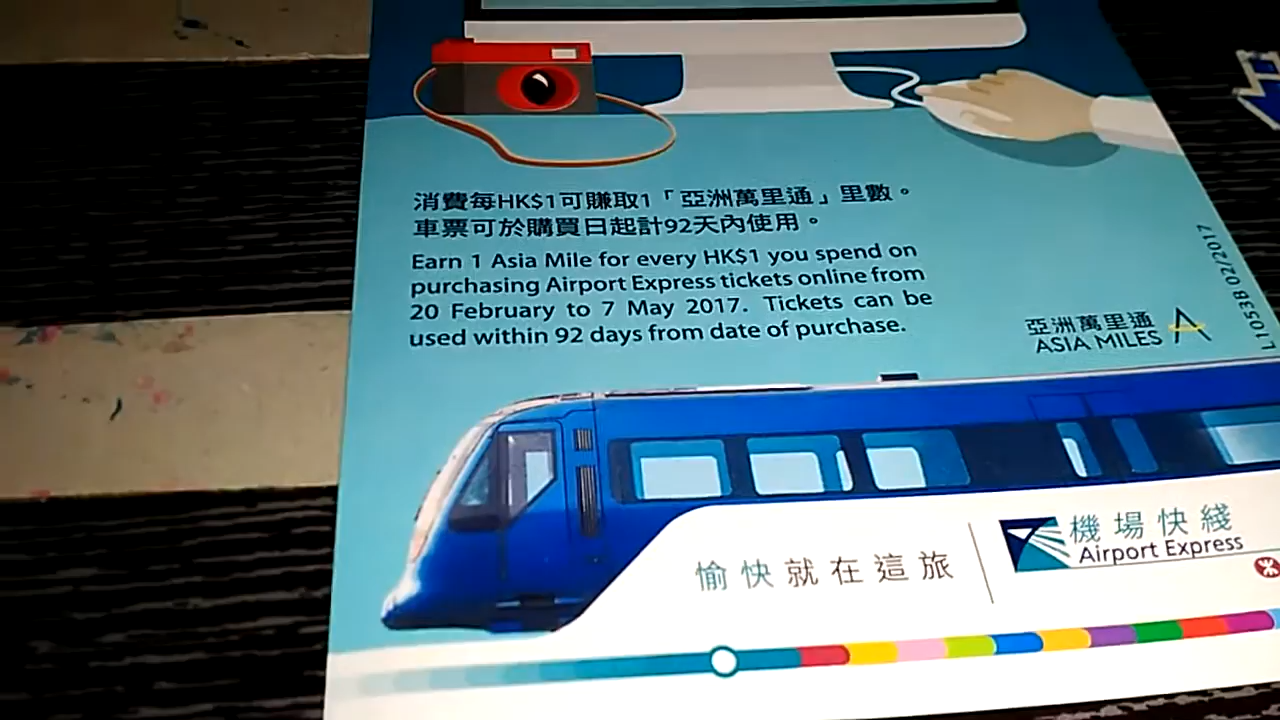 消費每HK$1可賺取1「亞洲萬里通」里數。
車票可於購買日起計92天內使用。
Earn 1 Asia Mile for every HK$1 you spend on
purchasing Airport Express tickets online from
20 February to 7 May 2017. Tickets can be
used within 92 days from date of purchase.
亞洲萬里通
ASIA MILES
L1053B 02/2017
愉快就在這旅
機場快綫
Airport Express